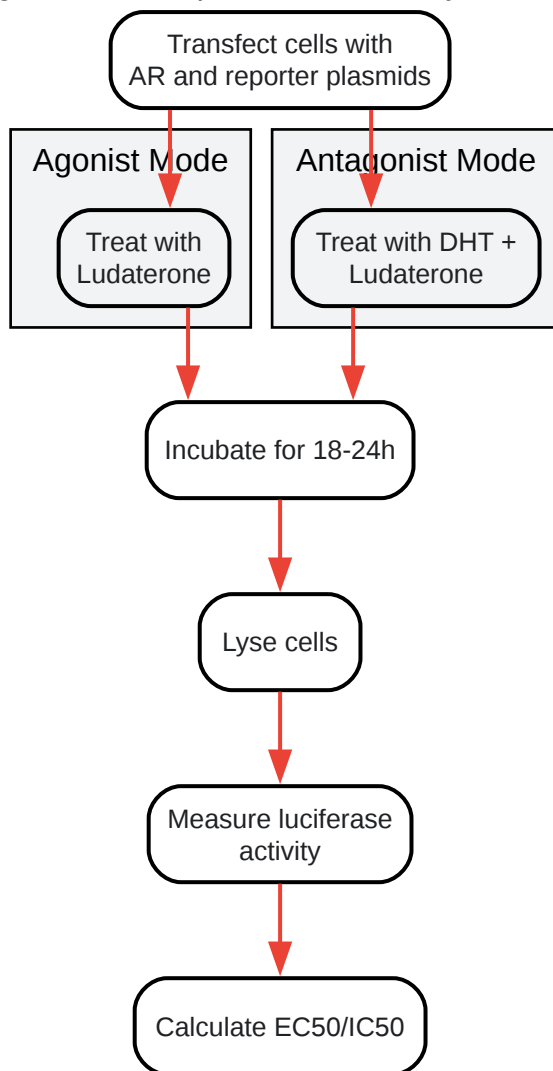 Transfect cells with
AR and reporter plasmids
Agonist Mode
Antagonist Mode
Treat with
Ludaterone
Treat with DHT +
Ludaterone
Incubate for 18-24h
Lyse cells
Measure luciferase
activity
Calculate EC50/IC50